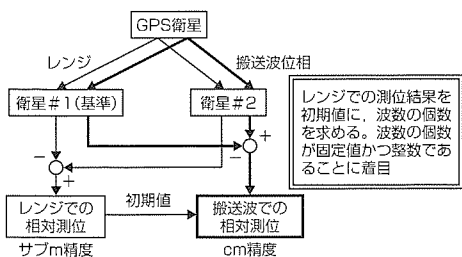 GPS衛星
レンジ
搬送波位相
衛星#1(基準)
衛星#2
+
−
−
+
レンジでの測位結果を
初期値に,波数の個数
を求める。波数の個数
が固定値かつ整数であ
ることに着目
レンジでの
相対測位
初期値
搬送波での
相対測位
サブm精度
cm精度